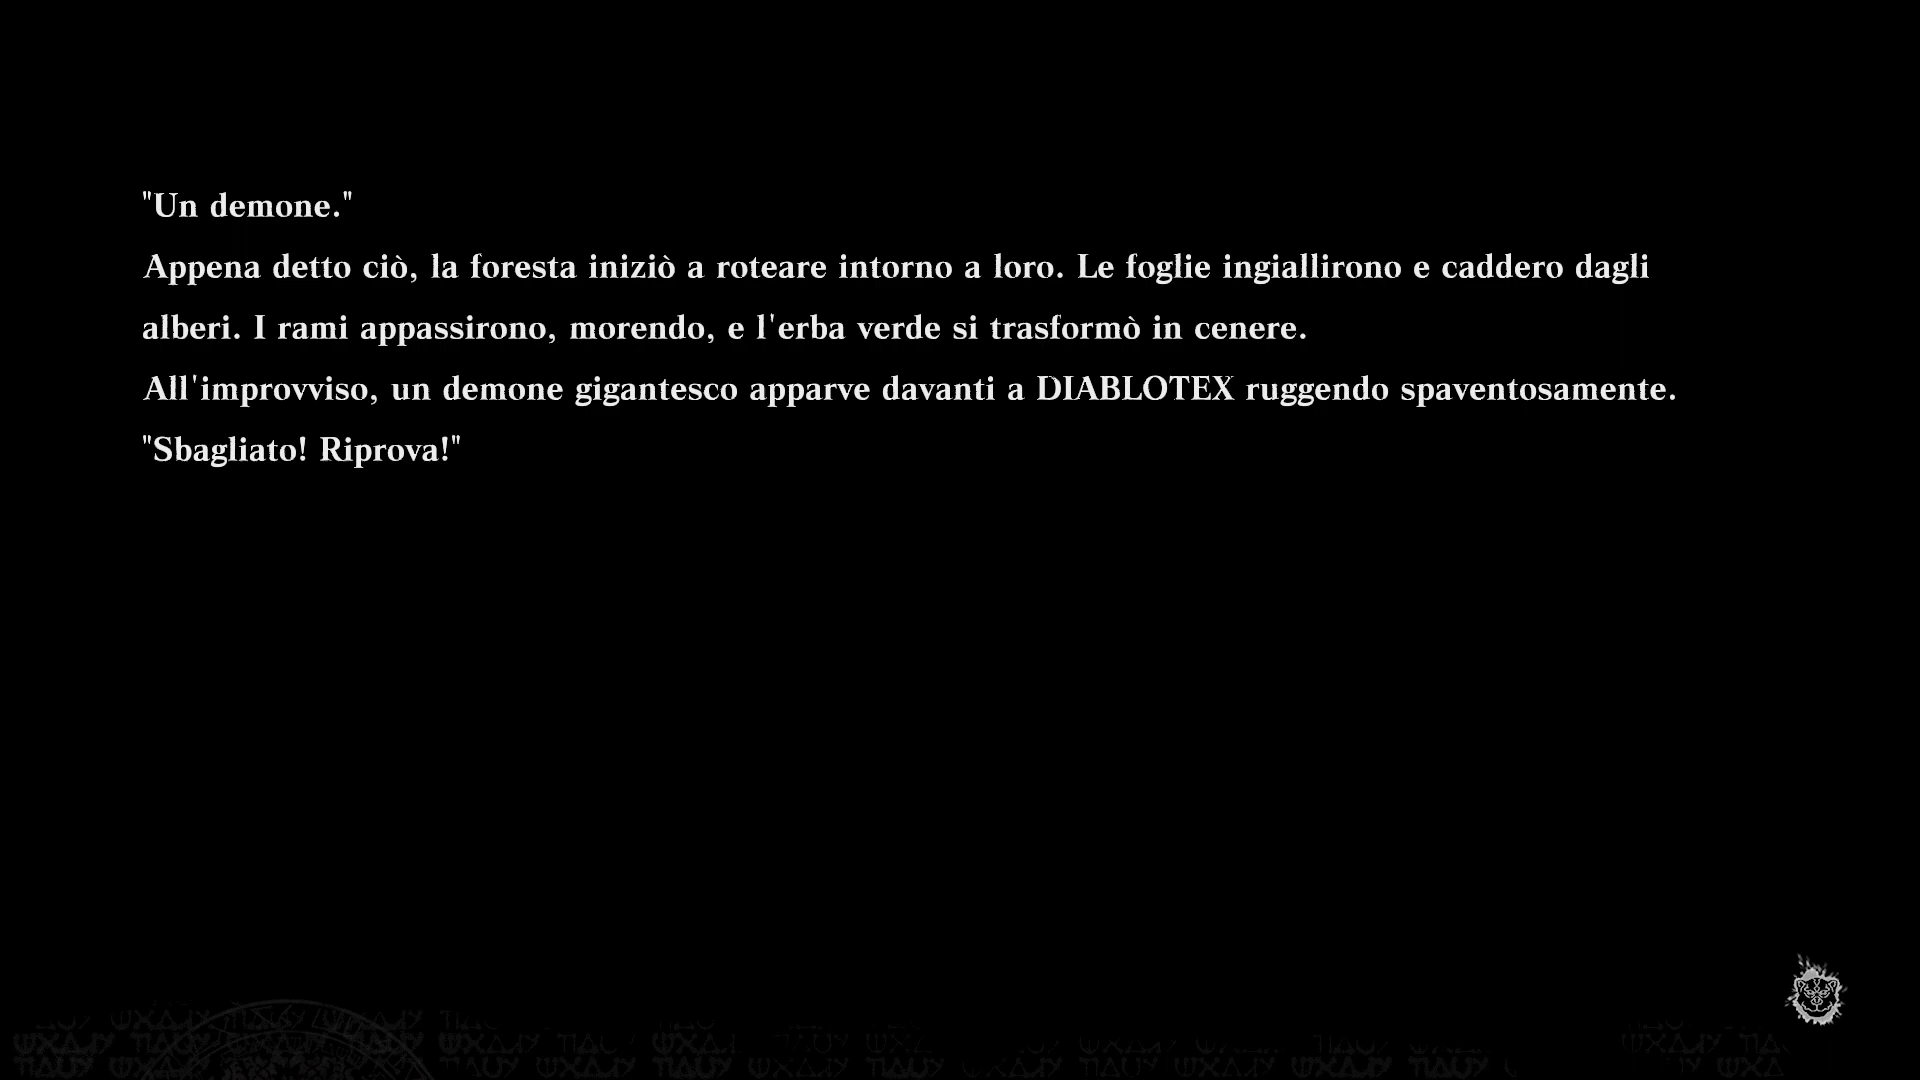 "Un demone."
Appena detto ciò, la foresta iniziò a roteare intorno a loro. Le foglie ingiallirono e caddero dagli
alberi. I rami appassirono, morendo, e l'erba verde si trasformò in cenere.
All'improvviso, un demone gigantesco apparve davanti a DIABLOTEX ruggendo spaventosamente.
"Sbagliato! Riprova!"